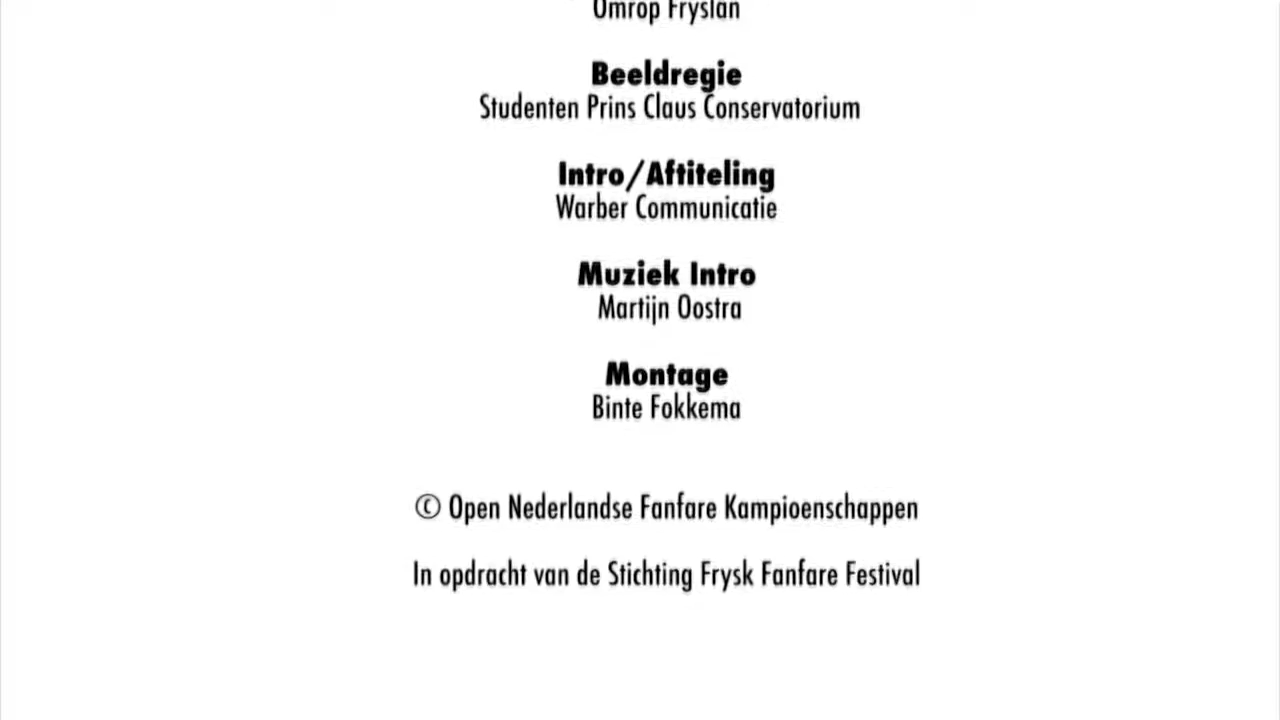 Omrop Fryslân
Beeldregie
Studenten Prins Claus Conservatorium
Intro/Aftiteling
Warber Communicatie
Muziek Intro
Martijn Oostra
Montage
Binte Fokkema
© Open Nederlandse Fanfare Kampioenschappen
In opdracht van de Stichting Frysk Fanfare Festival